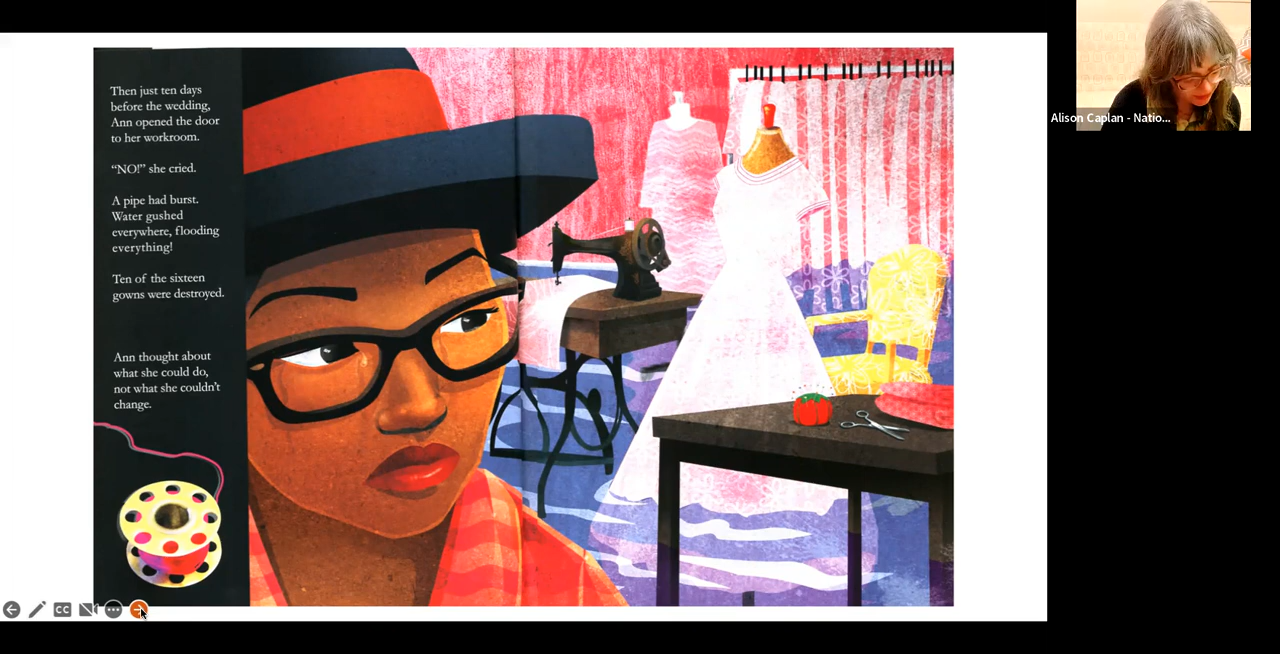 Then just ten days
before the wedding,
Ann opened the door
to her workroom.
“NO!” she cried.
A pipe had burst.
Water gushed
everywhere, flooding
everything!
Ten of the sixteen
gowns were destroyed.
Ann thought about
what she could do,
not what she couldn’t
change.
Alison Caplan - Natio...
CC